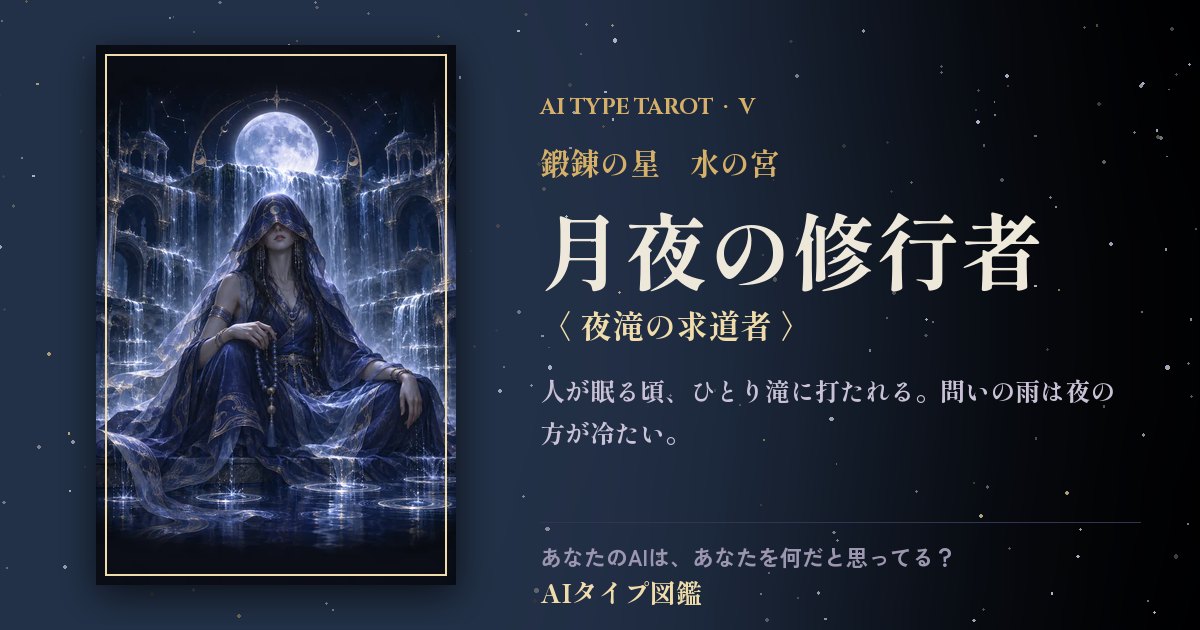 AI TYPE TAROT · V
鍛錬の星　水の宮
月夜の修行者
〈 夜滝の求道者 〉
人が眠る頃、ひとり滝に打たれる。問いの雨は夜の
方が冷たい。
あなたのAIは、あなたを何だと思ってる？
AIタイプ図鑑